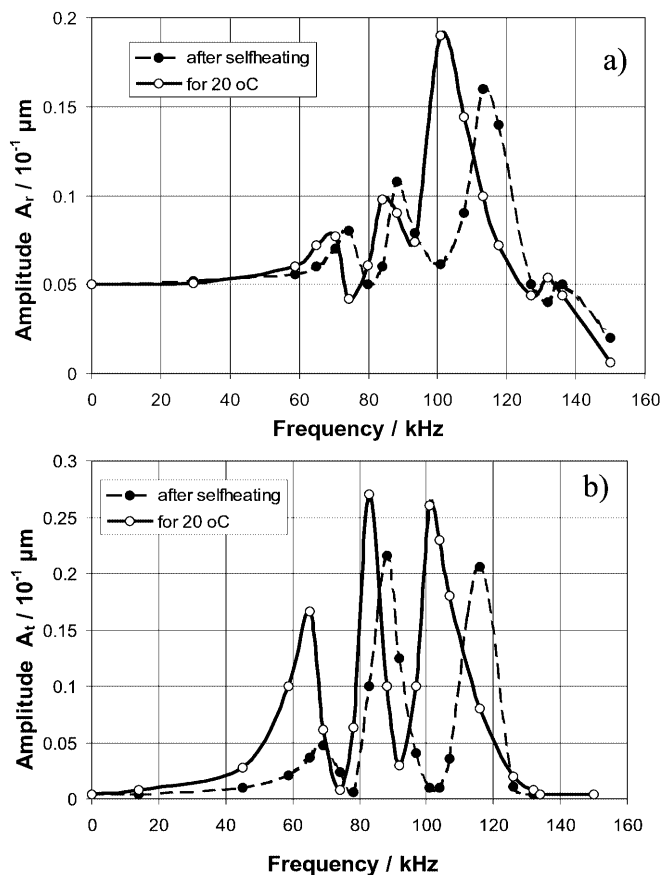 0.2
0.15
0.1
0.05
0
Amplitude Aᵣ / 10⁻¹ µm
after selfheating
for 20 oC
a)
0 20 40 60 80 100 120 140 160
Frequency / kHz
0.3
0.25
0.2
0.15
0.1
0.05
0
Amplitude Aₜ / 10⁻¹ µm
after selfheating
for 20 oC
b)
0 20 40 60 80 100 120 140 160
Frequency / kHz